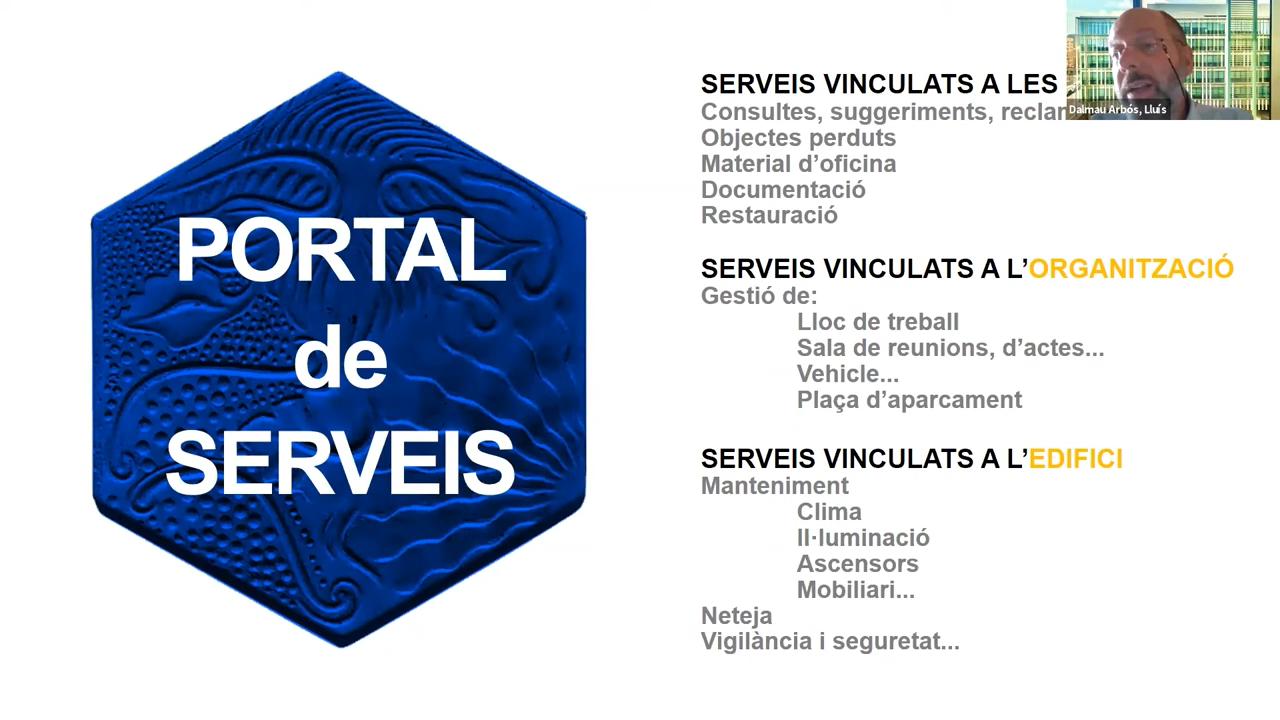 PORTAL
de
SERVEIS
SERVEIS VINCULATS A LES
Consultes, suggeriments,
Objectes perduts
Material d’oficina
Documentació
Restauració
SERVEIS VINCULATS A L’ORGANITZACIÓ
Gestió de:
Lloc de treball
Sala de reunions, d’actes...
Vehicle...
Plaça d’aparcament
SERVEIS VINCULATS A L’EDIFICI
Manteniment
Clima
Il·luminació
Ascensors
Mobiliari...
Neteja
Vigilància i seguretat...
Dalmau Arbós, Lluís